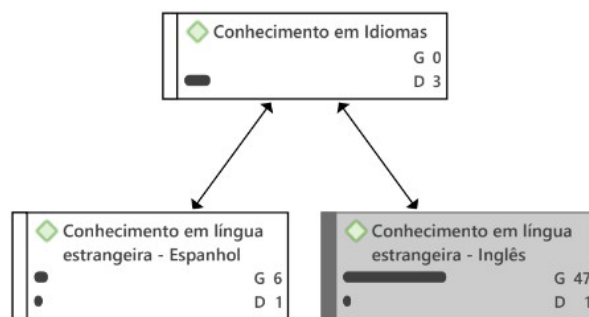 Conhecimento em Idiomas
G 0
D 3
Conhecimento em língua
estrangeira - Espanhol
G 6
D 1
Conhecimento em língua
estrangeira - Inglês
G 47
D 1